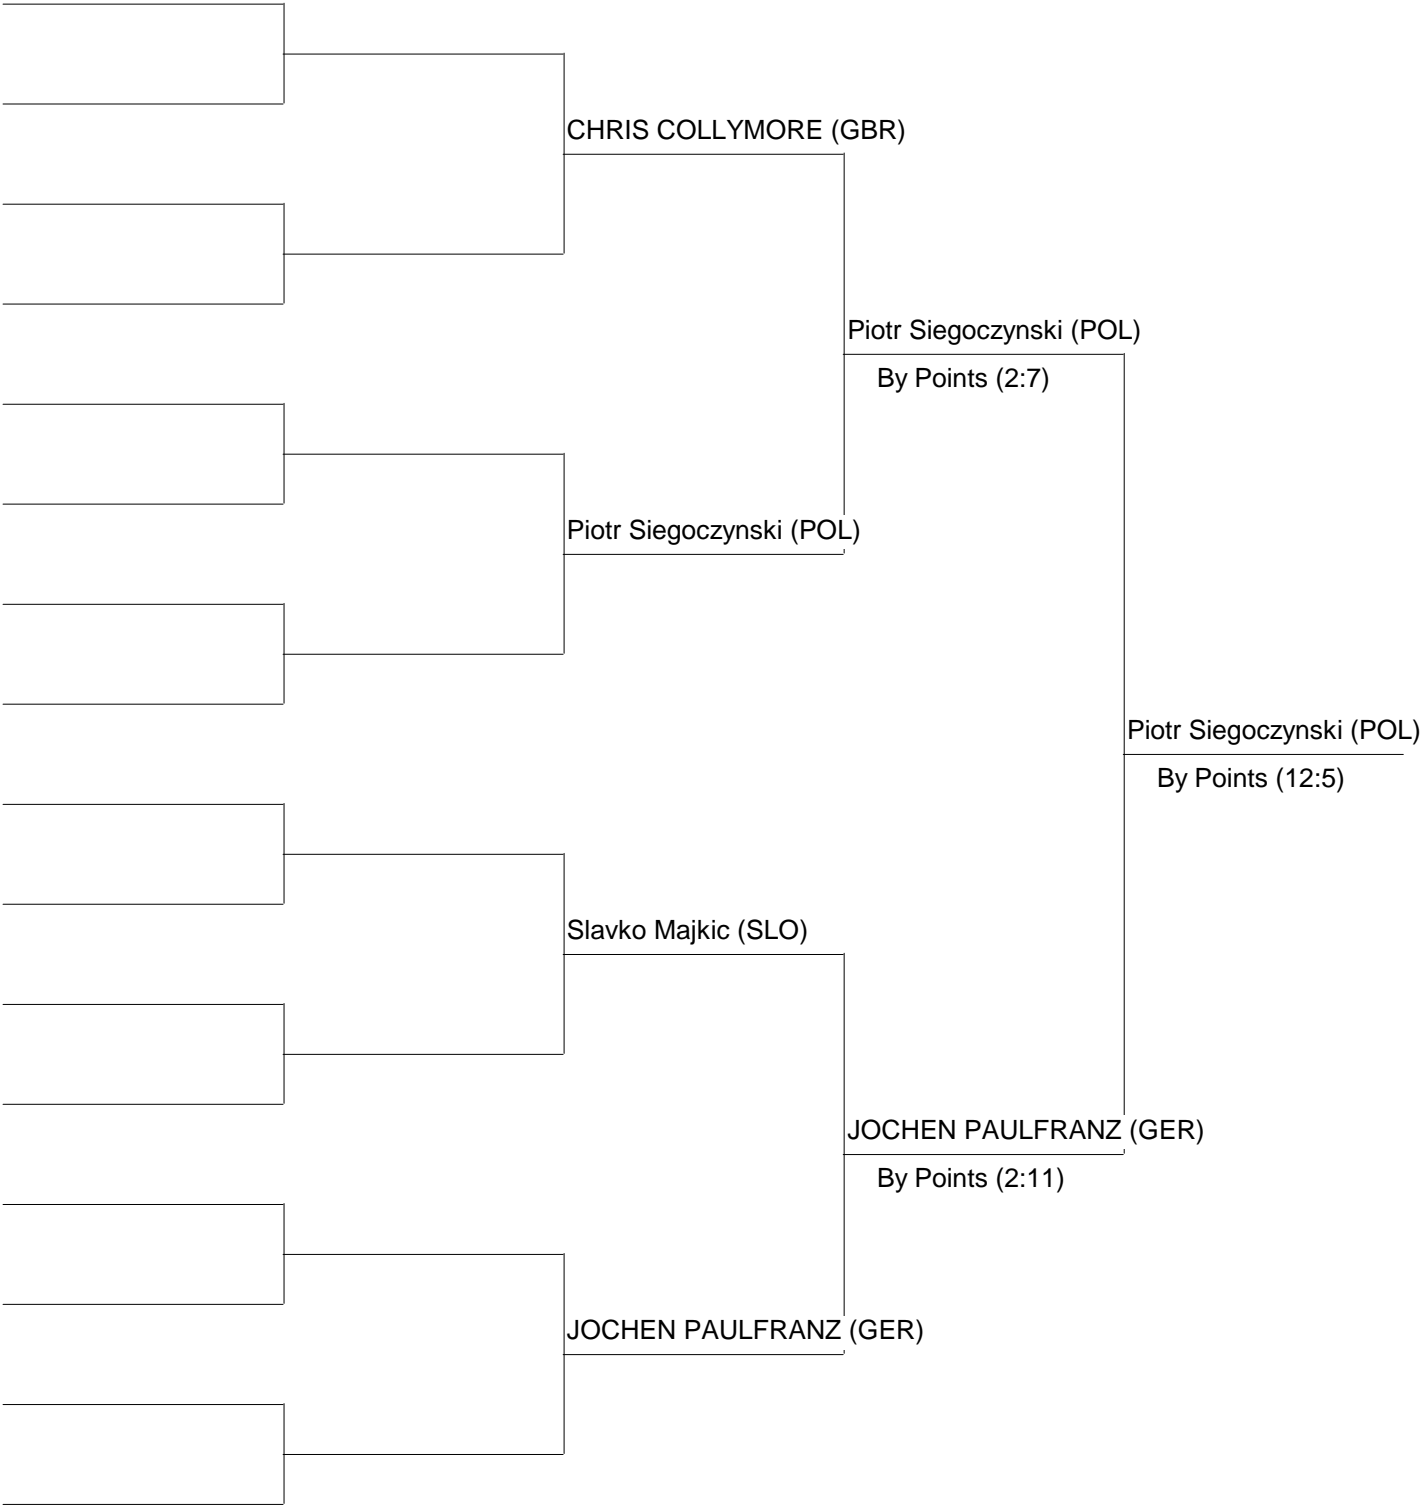 CHRIS COLLYMORE (GBR)
Piotr Siegoczynski (POL)
By Points (2:7)
Piotr Siegoczynski (POL)
Piotr Siegoczynski (POL)
By Points (12:5)
Slavko Majkic (SLO)
JOCHEN PAULFRANZ (GER)
By Points (2:11)
JOCHEN PAULFRANZ (GER)